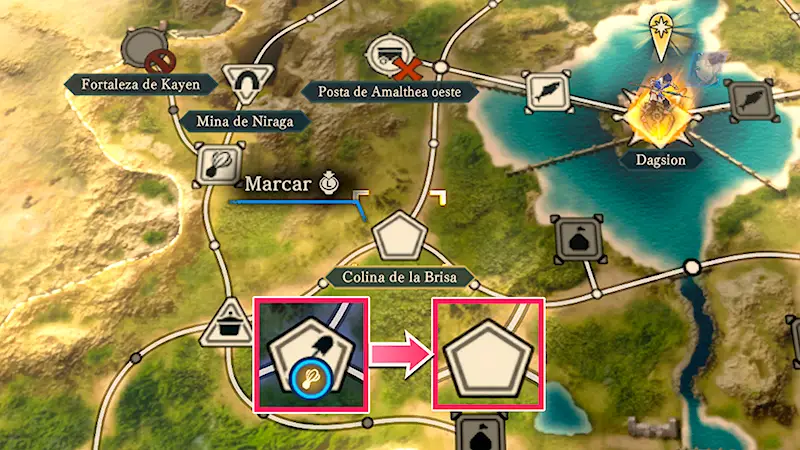 Fortaleza de Kayen
Posta de Amalthea oeste
Mina de Niraga
Dagsion
Marcar L
Colina de la Brisa